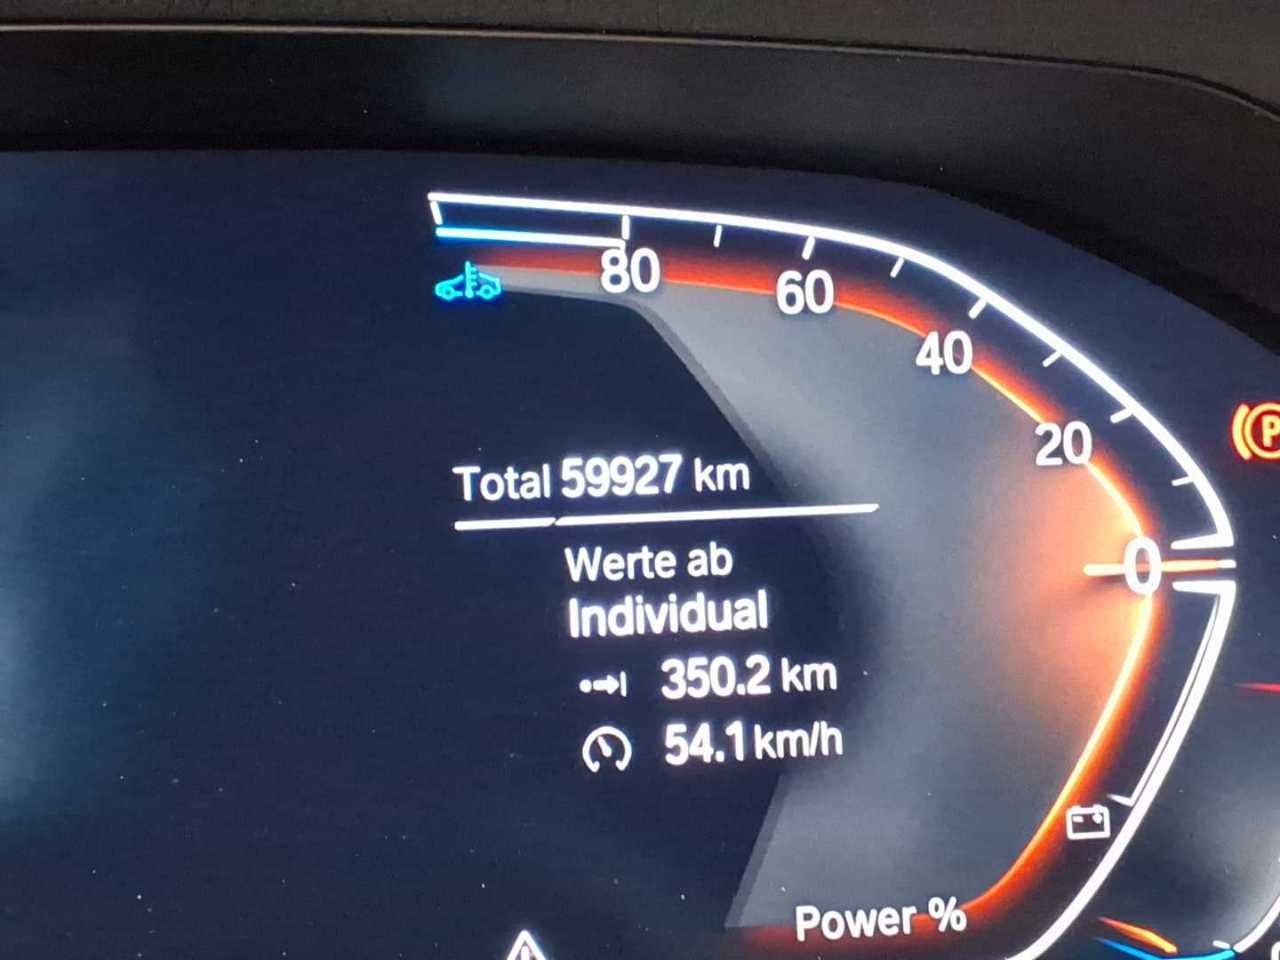 80
60
40
20
0
P
Total 59927 km
Werte ab
Individual
350.2 km
54.1 km/h
Power %